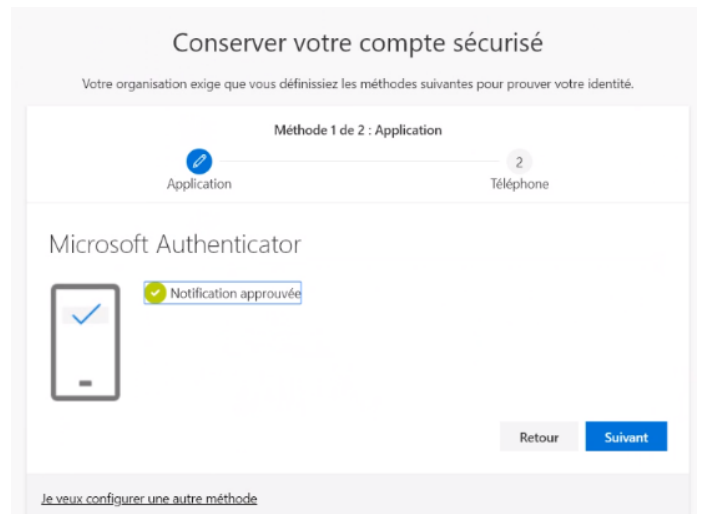 Conserver votre compte sécurisé
Votre organisation exige que vous définissiez les méthodes suivantes pour prouver votre identité.
Méthode 1 de 2 : Application
2
Application
Téléphone
Microsoft Authenticator
Notification approuvée
Retour
Suivant
Je veux configurer une autre méthode